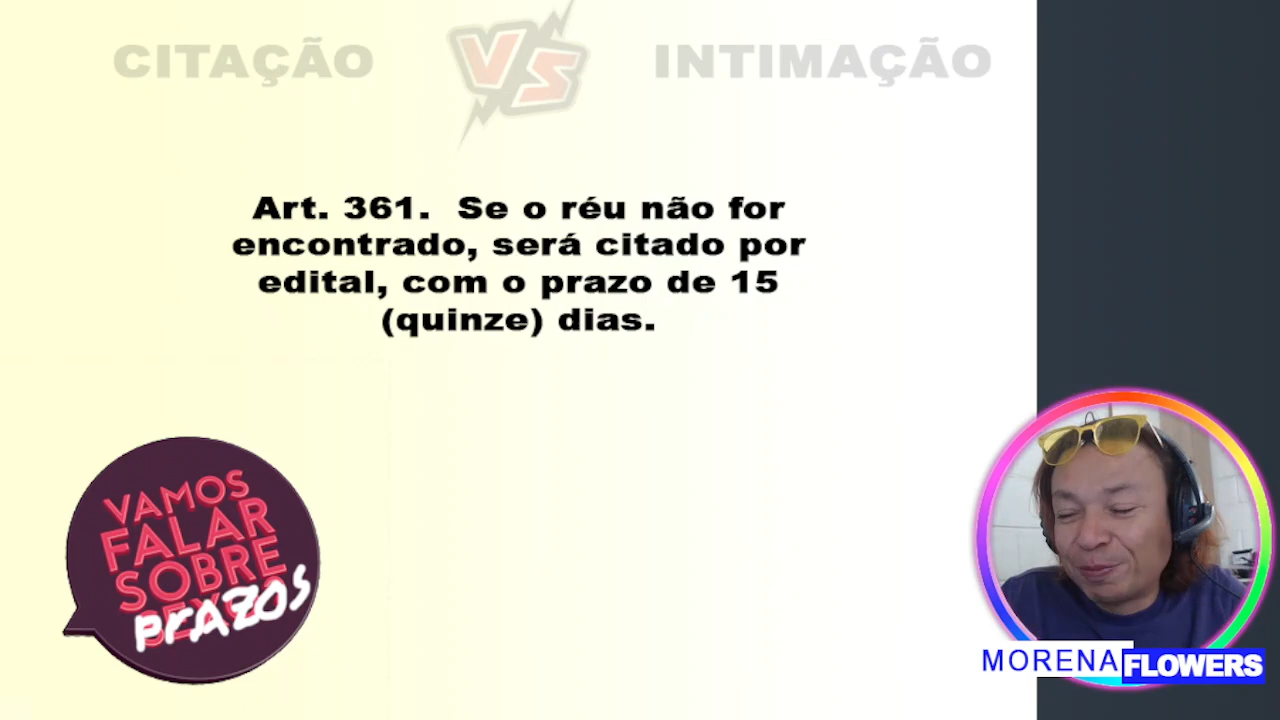 CITAÇÃO VS INTIMAÇÃO
Art. 361. Se o réu não for
encontrado, será citado por
edital, com o prazo de 15
(quinze) dias.
VAMOS
FALAR
SOBRE
PrAZOS
MORENA FLOWERS